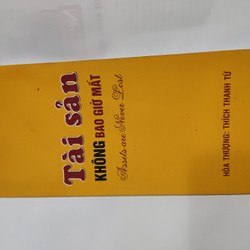 Tài sản
KHÔNG BAO GIỜ MẤT
Assets are Never Lost
HÒA THƯỢNG: THÍCH THANH TỪ